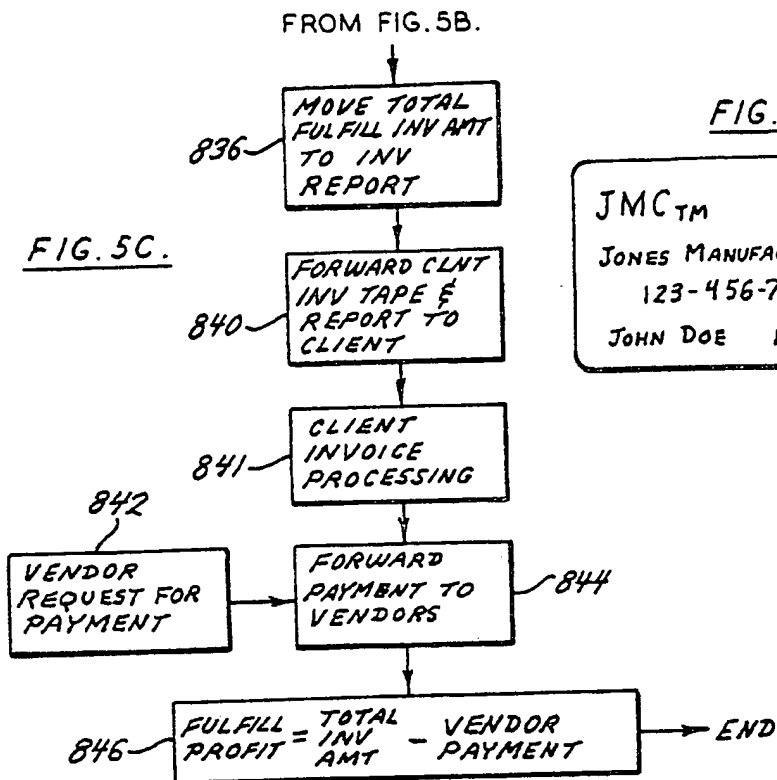 FROM FIG. 5B.
MOVE TOTAL
FULFILL INV AMT
TO INV
REPORT
836
FIG. 5C.
FORWARD CLNT
INV TAPE &
REPORT TO
CLIENT
840
CLIENT
INVOICE
PROCESSING
841
842
VENDOR
REQUEST FOR
PAYMENT
FORWARD
PAYMENT TO
VENDORS
844
846
FULFILL PROFIT = TOTAL INV AMT - VENDOR PAYMENT
END
FIG.
JMC TM
JONES MANUFAC
123-456-7
JOHN DOE